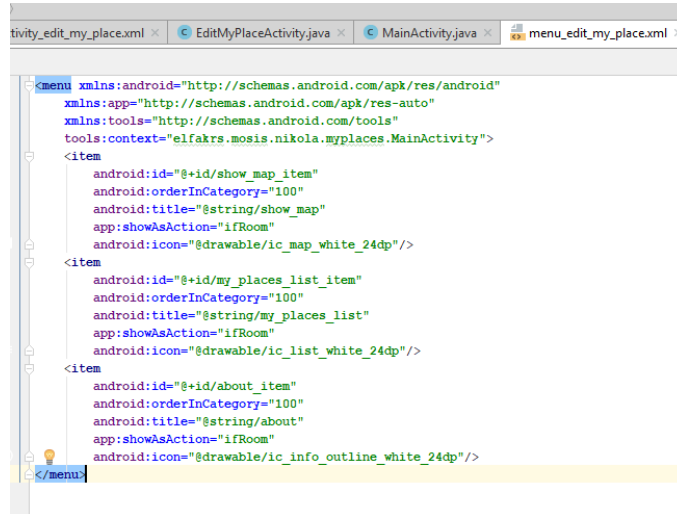 tivity_edit_my_place.xml × C EditMyPlaceActivity.java × C MainActivity.java × menu_edit_my_place.xml
<menu xmlns:android="http://schemas.android.com/apk/res/android"
xmlns:app="http://schemas.android.com/apk/res-auto"
xmlns:tools="http://schemas.android.com/tools"
tools:context="elfakrs.mosis.nikola.myplaces.MainActivity">
<item
android:id="@+id/show_map_item"
android:orderInCategory="100"
android:title="@string/show_map"
app:showAsAction="ifRoom"
android:icon="@drawable/ic_map_white_24dp"/>
<item
android:id="@+id/my_places_list_item"
android:orderInCategory="100"
android:title="@string/my_places_list"
app:showAsAction="ifRoom"
android:icon="@drawable/ic_list_white_24dp"/>
<item
android:id="@+id/about_item"
android:orderInCategory="100"
android:title="@string/about"
app:showAsAction="ifRoom"
android:icon="@drawable/ic_info_outline_white_24dp"/>
</menu>